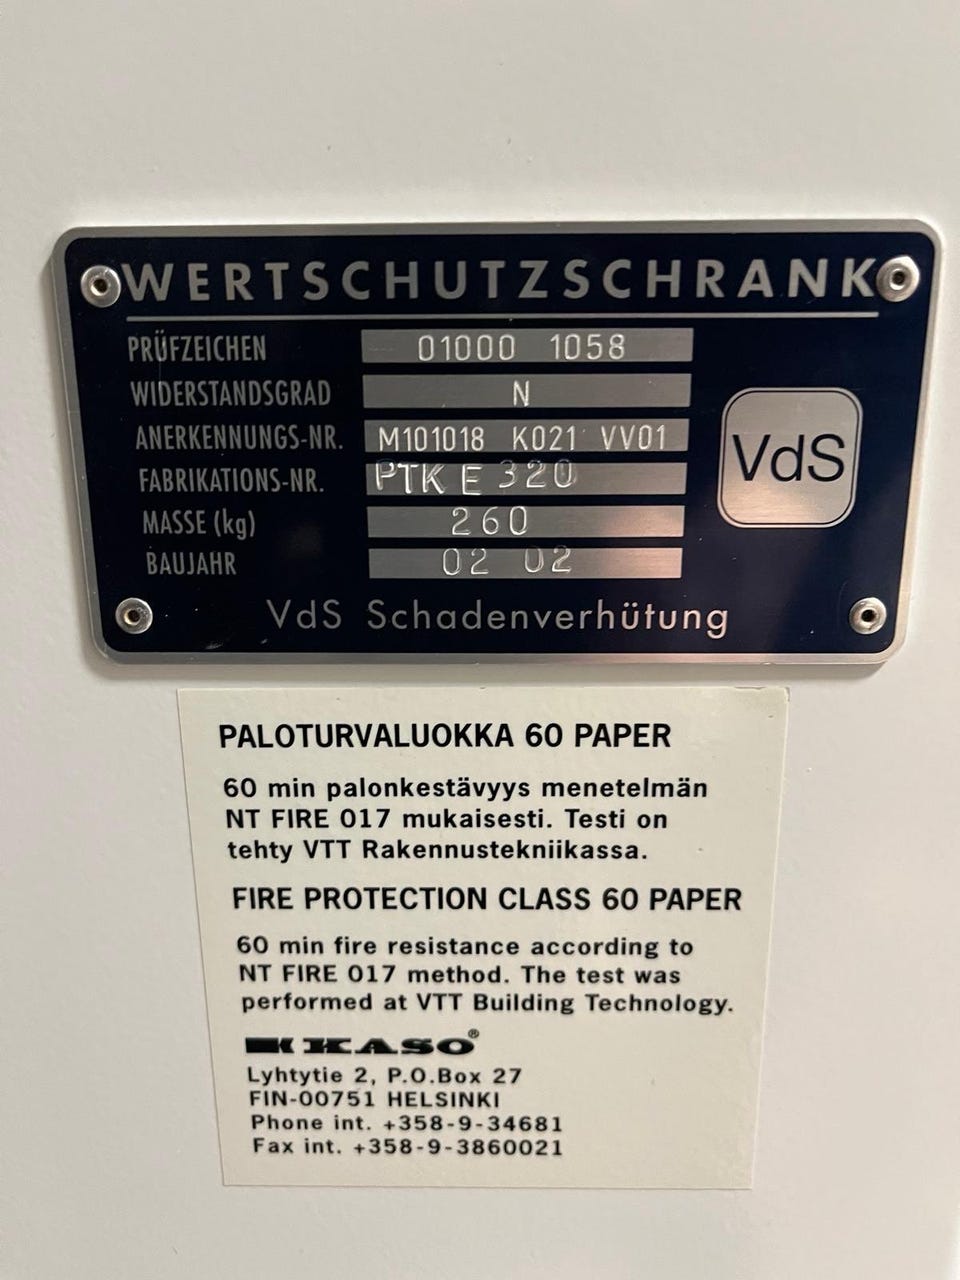 WERTSCHUTZSCHRANK
PRÜFZEICHEN 01000 1058
WIDERSTANDSGRAD N
ANERKENNUNGS-NR. M101018 K021 VV01
FABRIKATIONS-NR. PTK E 320
MASSE (kg) 260
BAUJAHR 02 02
VdS
VdS Schadenverhütung
PALOTURVALUOKKA 60 PAPER
60 min palonkestävyys menetelmän
NT FIRE 017 mukaisesti. Testi on
tehty VTT Rakennustekniikassa.
FIRE PROTECTION CLASS 60 PAPER
60 min fire resistance according to
NT FIRE 017 method. The test was
performed at VTT Building Technology.
KASO®
Lyhtytie 2, P.O.Box 27
FIN-00751 HELSINKI
Phone int. +358-9-34681
Fax int. +358-9-3860021